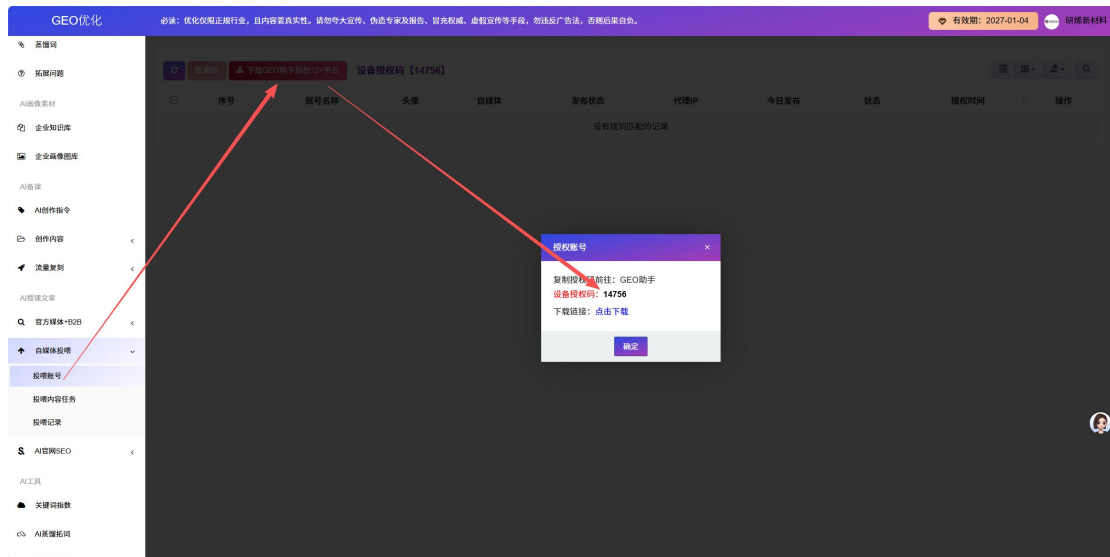 GEO优化
必读：优化仅限正规行业，且内容要真实性。请勿夸大宣传、伪造专家及报告、冒充权威、虚假宣传等手段，勿违反广告法，否则后果自负。
有效期：2027-01-04
研烯新材料
蒸馏词
拓展问题
AI画像素材
企业知识库
企业画像图库
AI备课
AI创作指令
创作内容
流量复刻
AI授课文章
官方媒体+B2B
自媒体投喂
投喂账号
投喂内容任务
投喂记录
AI官网SEO
AI工具
关键词指数
AI蒸馏拓词
删除
下载GEO助手授权12+平台
设备授权码【14756】
序号 账号名称 头像 自媒体 发布状态 代理IP 今日发布 状态 授权时间 操作
没有找到匹配的记录
授权账号 ×
复制授权码前往：GEO助手
设备授权码：14756
下载链接：点击下载
确定